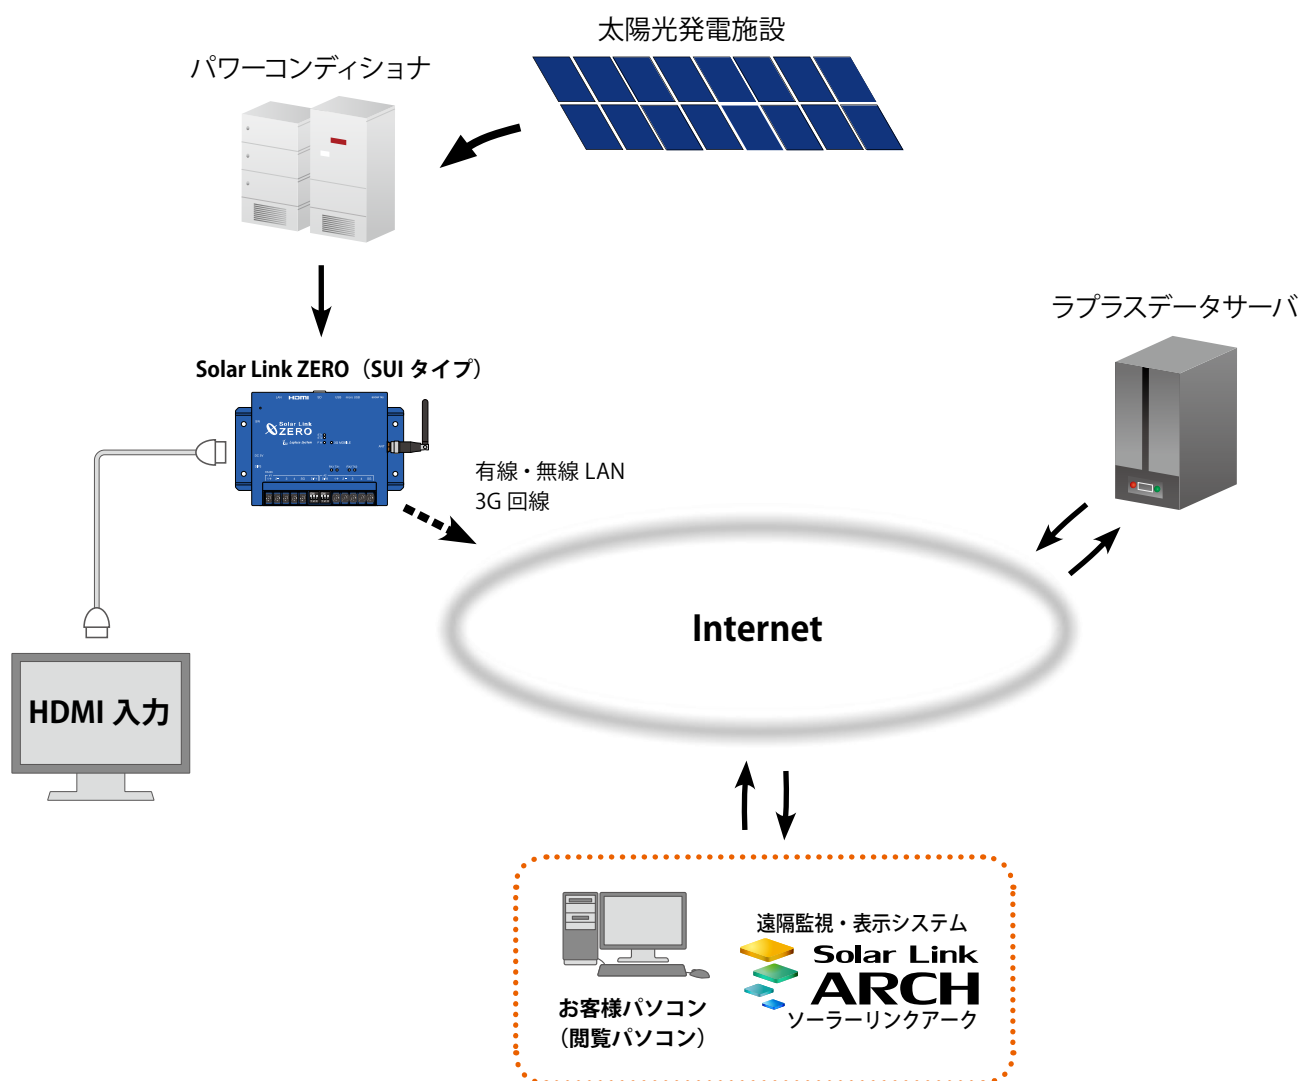 太陽光発電施設
パワーコンディショナ
ラプラスデータサーバ
Solar Link ZERO（SUI タイプ）
HDMI
Solar Link
ZERO
有線・無線 LAN
3G 回線
Internet
HDMI 入力
遠隔監視・表示システム
Solar Link
ARCH
ソーラーリンクアーク
お客様パソコン
（閲覧パソコン）